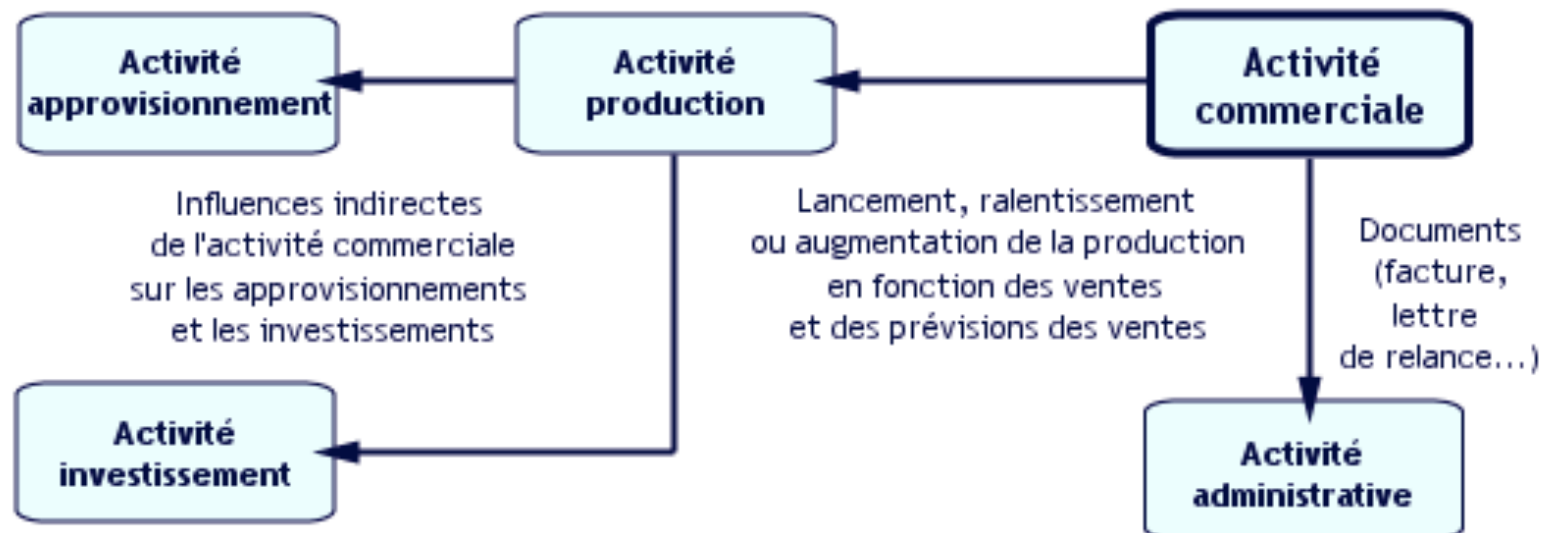 Activité
approvisionnement
Activité
production
Activité
commerciale
Influences indirectes
de l'activité commerciale
sur les approvisionnements
et les investissements
Lancement, ralentissement
ou augmentation de la production
en fonction des ventes
et des prévisions des ventes
Documents
(facture,
lettre
de relance...)
Activité
investissement
Activité
administrative